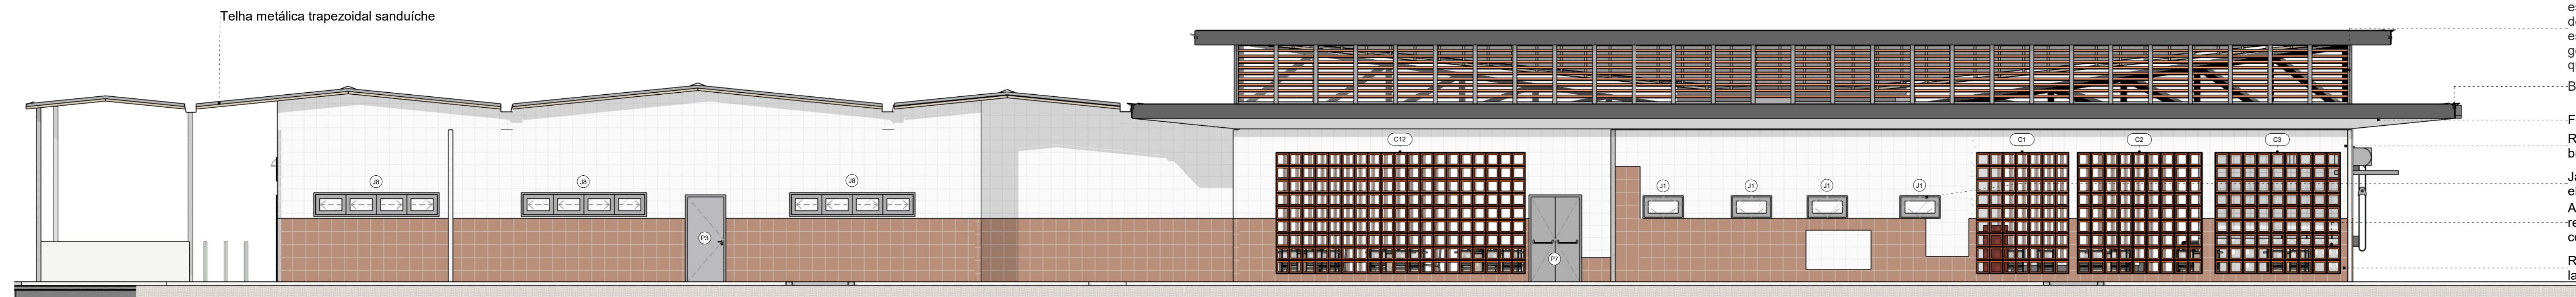 Telha metálica trapezoidal sanduíche
C12
C1
C2
C3
J8
J8
J8
J1
J1
J1
J1
P3
P7